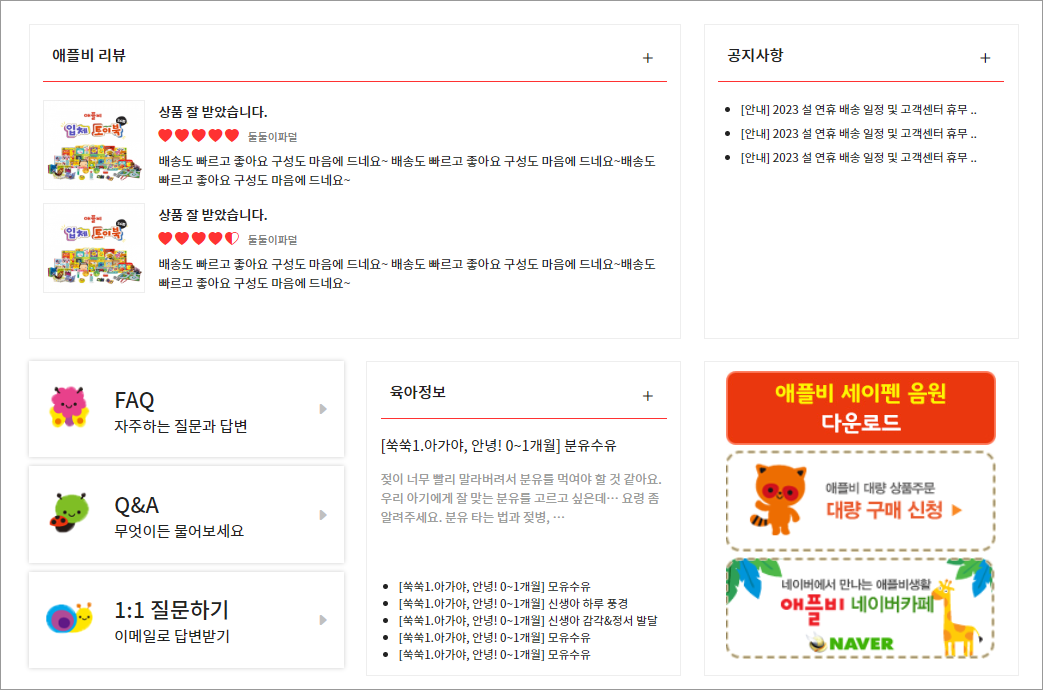 애플비 리뷰
+
애플비
입체 토이북
상품 잘 받았습니다.
둘둘이파덜
배송도 빠르고 좋아요 구성도 마음에 드네요~ 배송도 빠르고 좋아요 구성도 마음에 드네요~배송도
빠르고 좋아요 구성도 마음에 드네요~
애플비
입체 토이북
상품 잘 받았습니다.
둘둘이파덜
배송도 빠르고 좋아요 구성도 마음에 드네요~ 배송도 빠르고 좋아요 구성도 마음에 드네요~배송도
빠르고 좋아요 구성도 마음에 드네요~
공지사항
+
[안내] 2023 설 연휴 배송 일정 및 고객센터 휴무 ..
[안내] 2023 설 연휴 배송 일정 및 고객센터 휴무 ..
[안내] 2023 설 연휴 배송 일정 및 고객센터 휴무 ..
FAQ
자주하는 질문과 답변
Q&A
무엇이든 물어보세요
1:1 질문하기
이메일로 답변받기
육아정보
+
[쑥쑥1.아가야, 안녕! 0~1개월] 분유수유
젖이 너무 빨리 말라버려서 분유를 먹여야 할 것 같아요.
우리 아기에게 잘 맞는 분유를 고르고 싶은데… 요령 좀
알려주세요. 분유 타는 법과 젖병, …
[쑥쑥1.아가야, 안녕! 0~1개월] 모유수유
[쑥쑥1.아가야, 안녕! 0~1개월] 신생아 하루 풍경
[쑥쑥1.아가야, 안녕! 0~1개월] 신생아 감각&정서 발달
[쑥쑥1.아가야, 안녕! 0~1개월] 모유수유
[쑥쑥1.아가야, 안녕! 0~1개월] 모유수유
애플비 세이펜 음원
다운로드
애플비 대량 상품주문
대량 구매 신청
네이버에서 만나는 애플비생활
애플비 네이버카페
NAVER